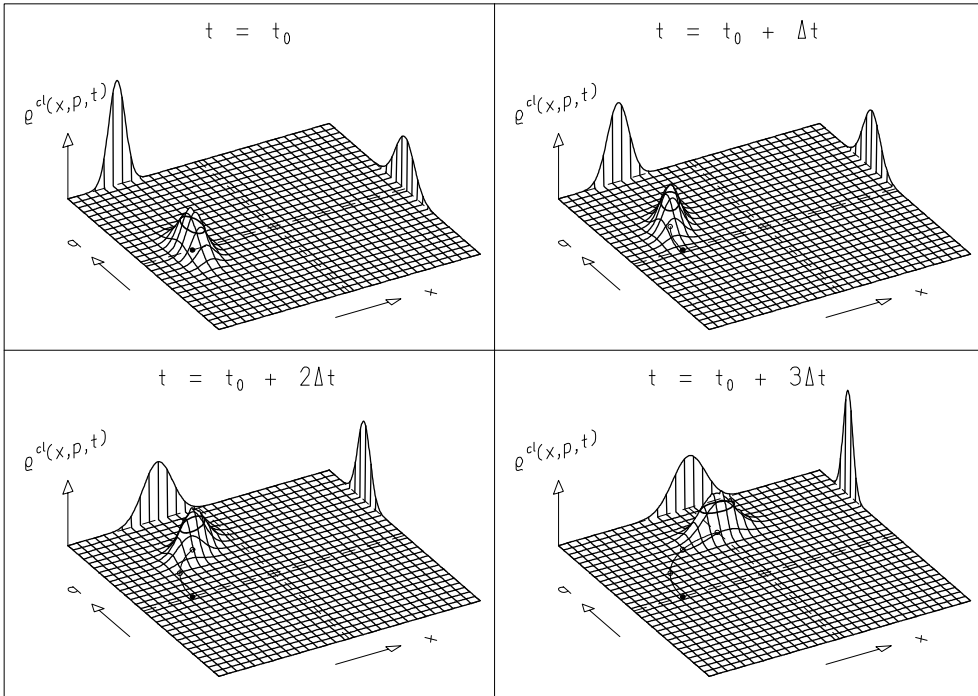 t = t₀
ϱᶜˡ(x,p,t)
p
x
t = t₀ + Δt
ϱᶜˡ(x,p,t)
p
x
t = t₀ + 2Δt
ϱᶜˡ(x,p,t)
p
x
t = t₀ + 3Δt
ϱᶜˡ(x,p,t)
p
x